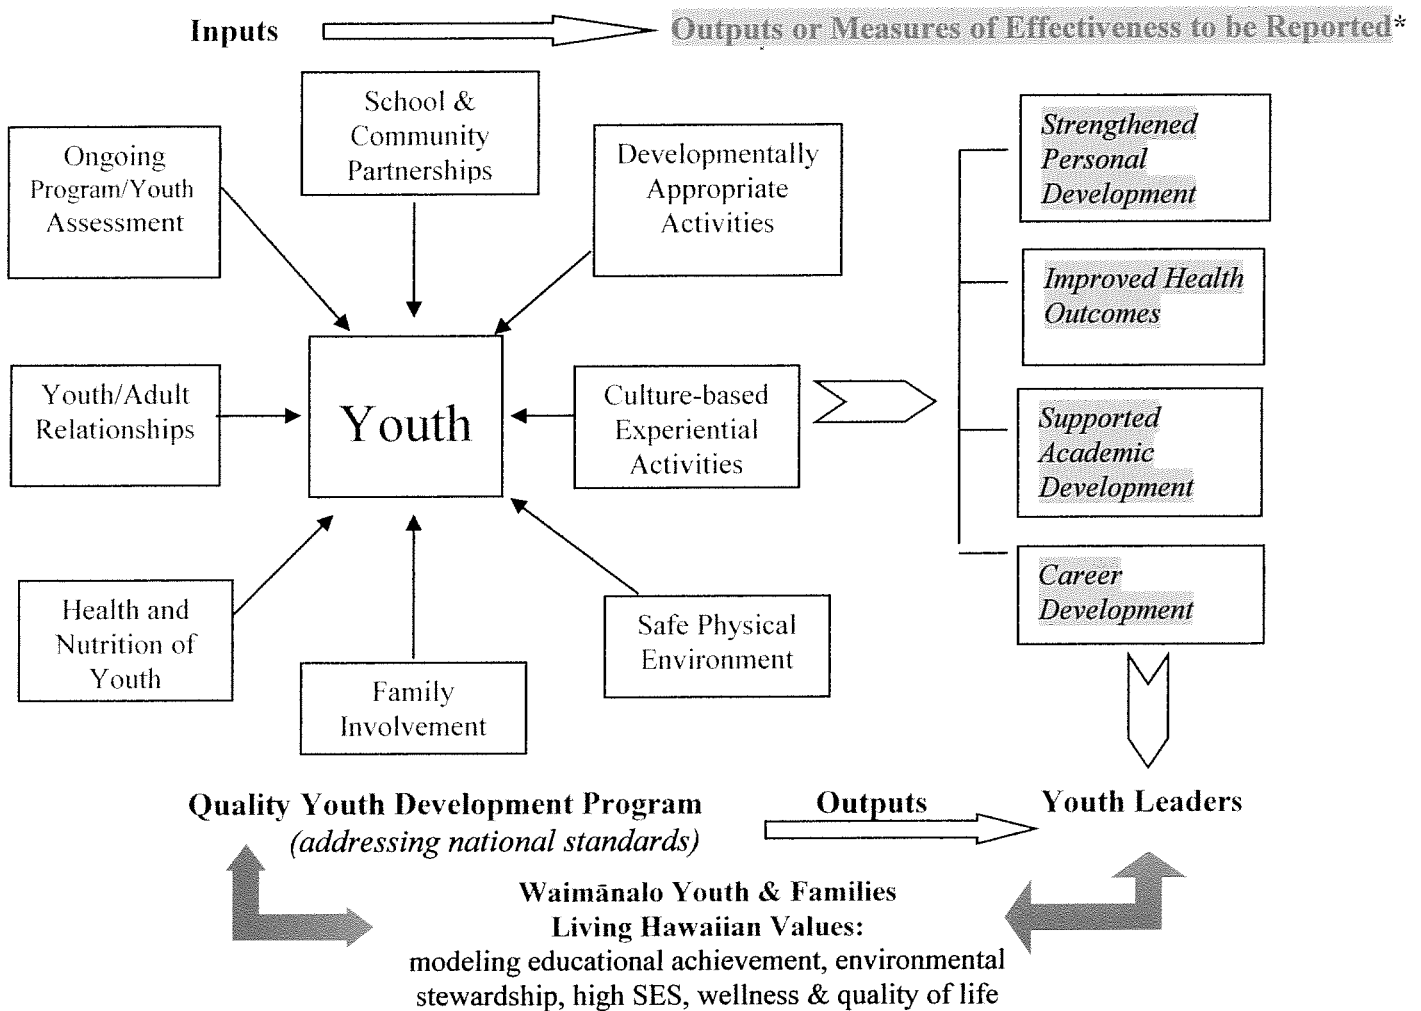 Inputs
Outputs or Measures of Effectiveness to be Reported*
School &
Community
Partnerships
Ongoing
Program/Youth
Assessment
Developmentally
Appropriate
Activities
Strengthened
Personal
Development
Improved Health
Outcomes
Youth/Adult
Relationships
Youth
Culture-based
Experiential
Activities
Supported
Academic
Development
Career
Development
Health and
Nutrition of
Youth
Family
Involvement
Safe Physical
Environment
Quality Youth Development Program
(addressing national standards)
Outputs
Youth Leaders
Waimānalo Youth & Families
Living Hawaiian Values:
modeling educational achievement, environmental
stewardship, high SES, wellness & quality of life